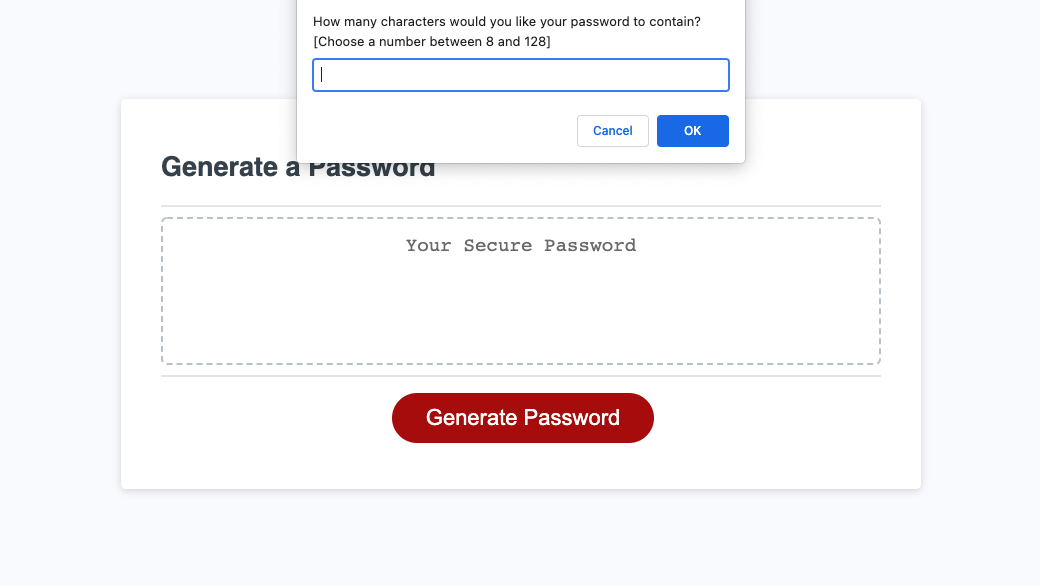 How many characters would you like your password to contain?
[Choose a number between 8 and 128]
Cancel
OK
Generate a Password
Your Secure Password
Generate Password